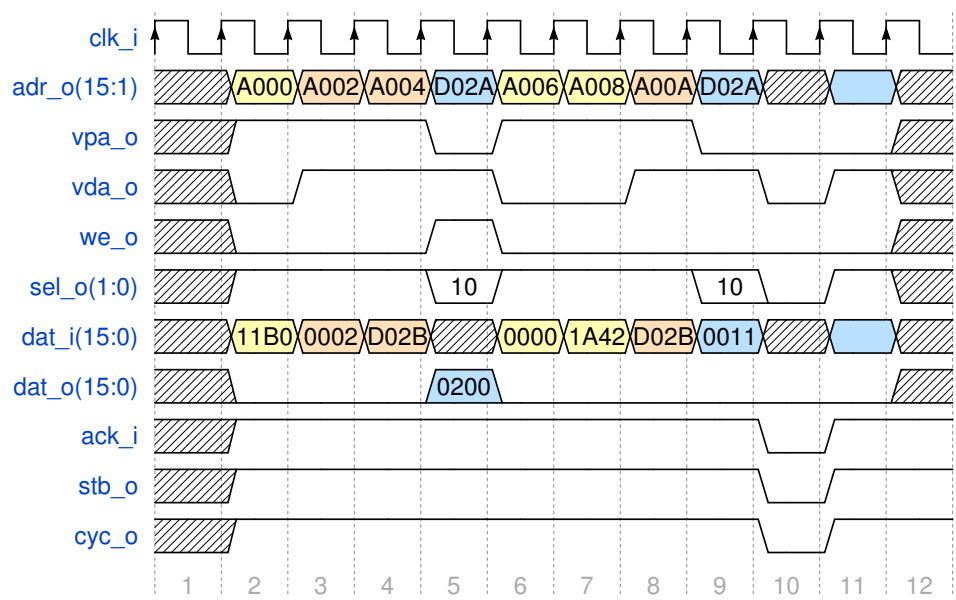 clk_i
adr_o(15:1) A000 A002 A004 D02A A006 A008 A00A D02A
vpa_o
vda_o
we_o
sel_o(1:0) 10 10
dat_i(15:0) 11B0 0002 D02B 0000 1A42 D02B 0011
dat_o(15:0) 0200
ack_i
stb_o
cyc_o
1 2 3 4 5 6 7 8 9 10 11 12